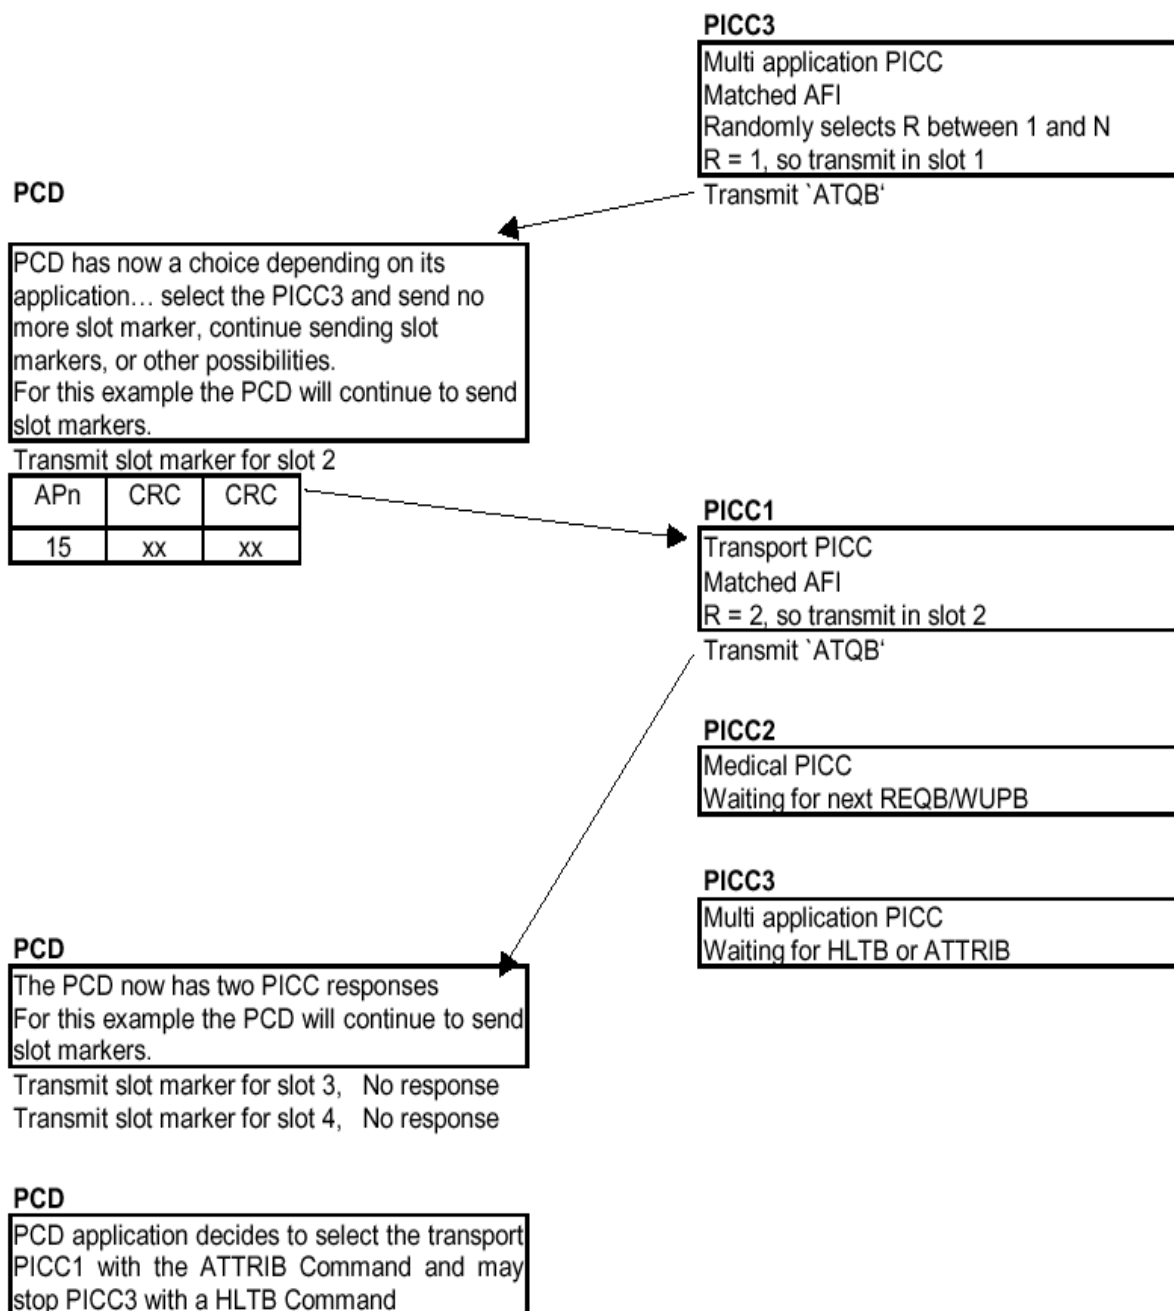 PICC3
Multi application PICC
Matched AFI
Randomly selects R between 1 and N
R = 1, so transmit in slot 1
Transmit `ATQB‘
PCD
PCD has now a choice depending on its
application… select the PICC3 and send no
more slot marker, continue sending slot
markers, or other possibilities.
For this example the PCD will continue to send
slot markers.
Transmit slot marker for slot 2
APn CRC CRC
15 xx xx
PICC1
Transport PICC
Matched AFI
R = 2, so transmit in slot 2
Transmit `ATQB‘
PICC2
Medical PICC
Waiting for next REQB/WUPB
PICC3
Multi application PICC
Waiting for HLTB or ATTRIB
PCD
The PCD now has two PICC responses
For this example the PCD will continue to send
slot markers.
Transmit slot marker for slot 3, No response
Transmit slot marker for slot 4, No response
PCD
PCD application decides to select the transport
PICC1 with the ATTRIB Command and may
stop PICC3 with a HLTB Command